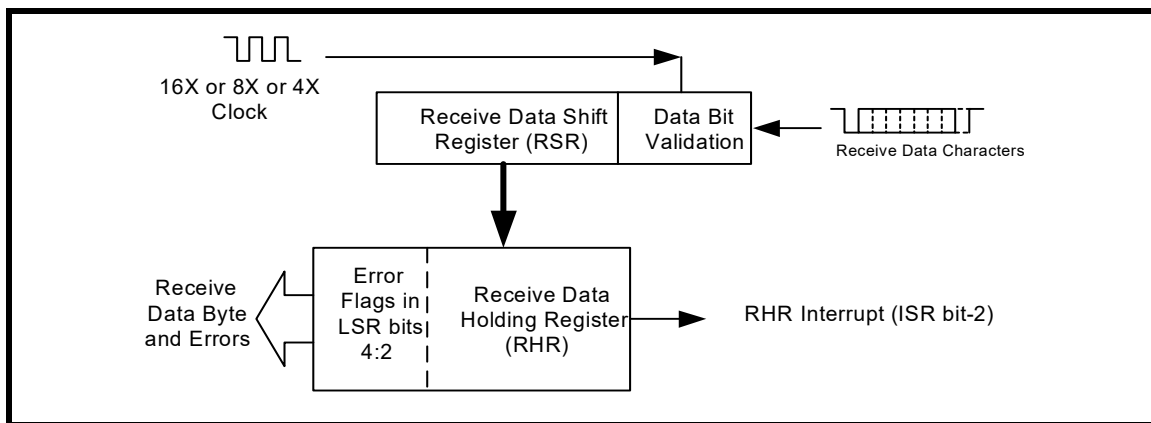 16X or 8X or 4X
Clock
Receive Data Shift
Register (RSR)
Data Bit
Validation
Receive Data Characters
Receive
Data Byte
and Errors
Error
Flags in
LSR bits
4:2
Receive Data
Holding Register
(RHR)
RHR Interrupt (ISR bit-2)